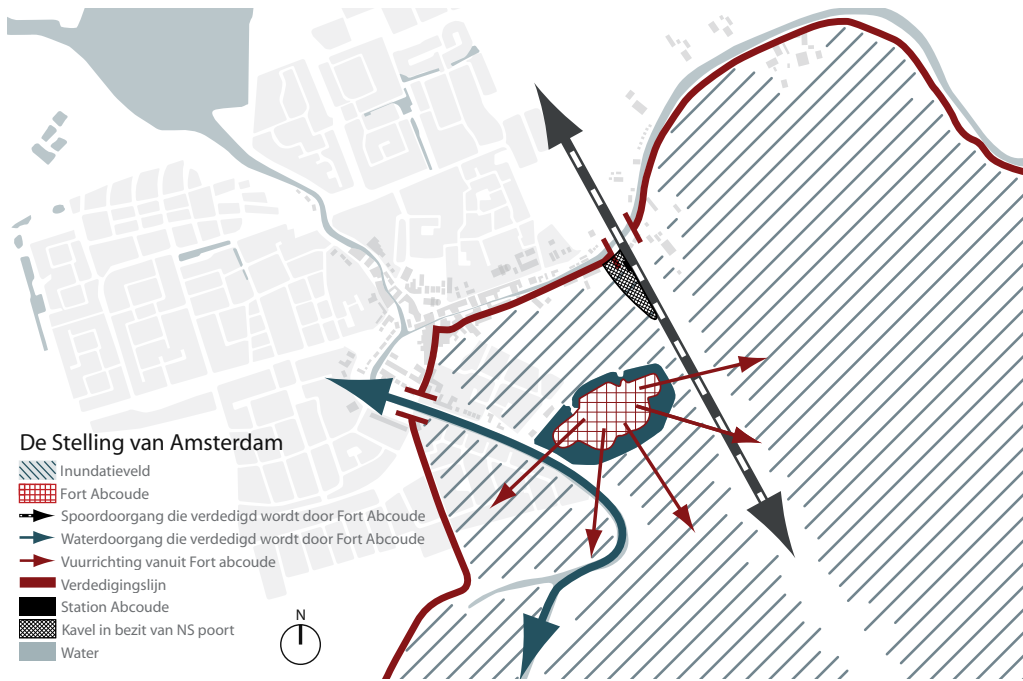 De Stelling van Amsterdam
Inundatieveld
Fort Abcoude
Spoordoorgang die verdedigd wordt door Fort Abcoude
Waterdoorgang die verdedigd wordt door Fort Abcoude
Vuurrichting vanuit Fort abcoude
Verdedigingslijn
Station Abcoude
Kavel in bezit van NS poort
Water
N